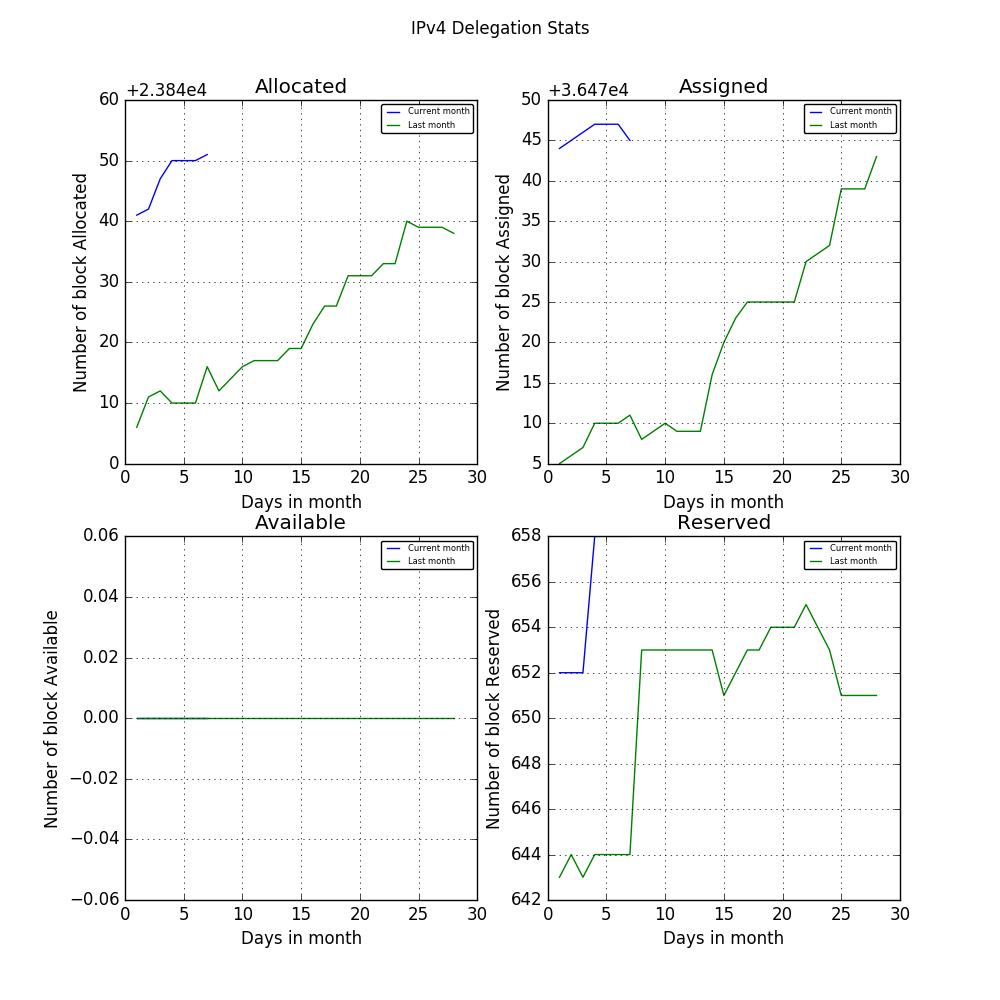 IPv4 Delegation Stats
+2.384e4
Allocated
60
50
40
30
20
10
0
Number of block Allocated
Current month
Last month
0 5 10 15 20 25 30
Days in month
+3.647e4
Assigned
50
45
40
35
30
25
20
15
10
5
Number of block Assigned
Current month
Last month
0 5 10 15 20 25 30
Days in month
Available
0.06
0.04
0.02
0.00
−0.02
−0.04
−0.06
Number of block Available
Current month
Last month
0 5 10 15 20 25 30
Days in month
Reserved
658
656
654
652
650
648
646
644
642
Number of block Reserved
Current month
Last month
0 5 10 15 20 25 30
Days in month